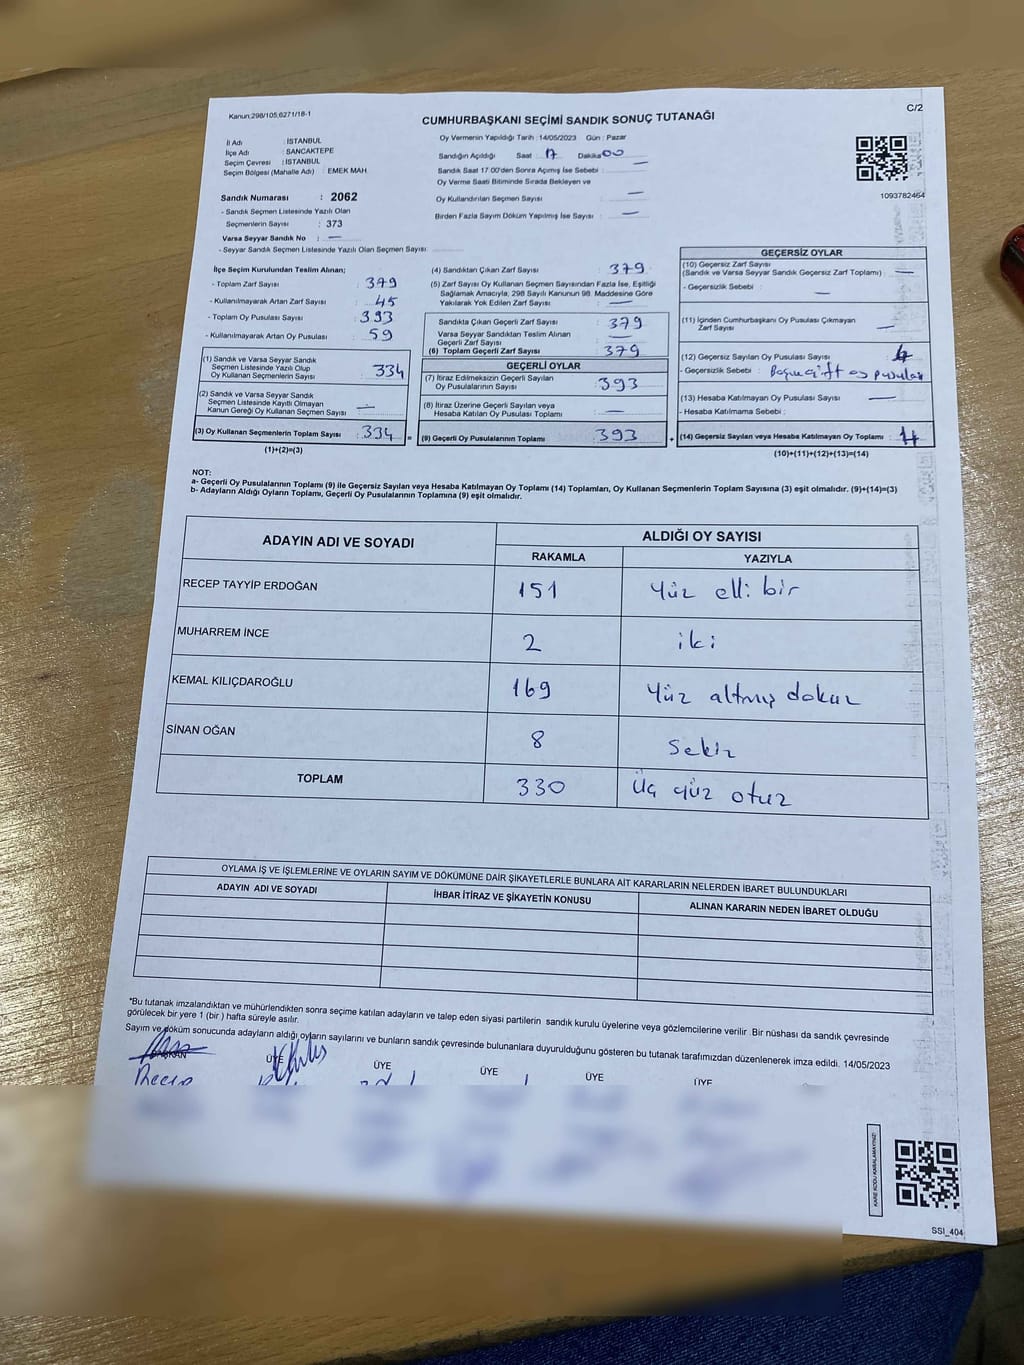 Kanun:298/105,6271/18-1
C/2
CUMHURBAŞKANI SEÇİMİ SANDIK SONUÇ TUTANAĞI
İl Adı : İSTANBUL
İlçe Adı : SANCAKTEPE
Seçim Çevresi : İSTANBUL
Seçim Bölgesi (Mahalle Adı) : EMEK MAH
Sandık Numarası : 2062
- Sandık Seçmen Listesinde Yazılı Olan
Seçmenlerin Sayısı : 373
Varsa Seyyar Sandık No : —
- Seyyar Sandık Seçmen Listesinde Yazılı Olan Seçmen Sayısı:
Oy Vermenin Yapıldığı Tarih :14/05/2023 Gün : Pazar
Sandığın Açıldığı Saat 17 Dakika 00
Sandık Saat 17.00'den Sonra Açımış İse Sebebi : —
Oy Verme Saati Bitiminde Sırada Bekleyen ve
Oy Kullandırılan Seçmen Sayısı —
Birden Fazla Sayım Döküm Yapılmış İse Sayısı : —
1093782464
İlçe Seçim Kurulundan Teslim Alınan;
- Toplam Zarf Sayısı : 379
- Kullanılmayarak Artan Zarf Sayısı : 45
- Toplam Oy Pusulası Sayısı : 393
- Kullanılmayarak Artan Oy Pusulası : 59
(1) Sandık ve Varsa Seyyar Sandık
Seçmen Listesinde Yazılı Olup
Oy Kullanan Seçmenlerin Sayısı : 334
(2) Sandık ve Varsa Seyyar Sandık
Seçmen Listesinde Kayıtlı Olmayan
Kanun Gereği Oy Kullanan Seçmen Sayısı : —
(3) Oy Kullanan Seçmenlerin Toplam Sayısı : 334
(1)+(2)=(3)
=
(4) Sandıktan Çıkan Zarf Sayısı : 379
(5) Zarf Sayısı Oy Kullanan Seçmen Sayısından Fazla İse, Eşitliği
Sağlamak Amacıyla, 298 Sayılı Kanunun 98. Maddesine Göre
Yakılarak Yok Edilen Zarf Sayısı : —
Sandıkta Çıkan Geçerli Zarf Sayısı : 379
Varsa Seyyar Sandıktan Teslim Alınan
Geçerli Zarf Sayısı : —
(6) Toplam Geçerli Zarf Sayısı : 379
GEÇERLİ OYLAR
(7) İtiraz Edilmeksizin Geçerli Sayılan
Oy Pusulalarının Sayısı : 393
(8) İtiraz Üzerine Geçerli Sayılan veya
Hesaba Katılan Oy Pusulası Toplamı : —
(9) Geçerli Oy Pusulalarının Toplamı : 393
+
GEÇERSİZ OYLAR
(10) Geçersiz Zarf Sayısı
(Sandık ve Varsa Seyyar Sandık Geçersiz Zarf Toplamı) : —
- Geçersizlik Sebebi : —
(11) İçinden Cumhurbaşkanı Oy Pusulası Çıkmayan
Zarf Sayısı : —
(12) Geçersiz Sayılan Oy Pusulası Sayısı : 4
- Geçersizlik Sebebi : çift oy pusulası
(13) Hesaba Katılmayan Oy Pusulası Sayısı : —
- Hesaba Katılmama Sebebi :
(14) Geçersiz Sayılan veya Hesaba Katılmayan Oy Toplamı : 4
(10)+(11)+(12)+(13)=(14)
NOT:
a- Geçerli Oy Pusulalarının Toplamı (9) ile Geçersiz Sayılan veya Hesaba Katılmayan Oy Toplamı (14) Toplamları, Oy Kullanan Seçmenlerin Toplam Sayısına (3) eşit olmalıdır. (9)+(14)=(3)
b- Adayların Aldığı Oyların Toplamı, Geçerli Oy Pusulalarının Toplamına (9) eşit olmalıdır.
ADAYIN ADI VE SOYADI ALDIĞI OY SAYISI
RAKAMLA YAZIYLA
RECEP TAYYİP ERDOĞAN 151 Yüz elli bir
MUHARREM İNCE 2 iki
KEMAL KILIÇDAROĞLU 169 Yüz altmış dokuz
SİNAN OĞAN 8 Sekiz
TOPLAM 330 Üç yüz otuz
OYLAMA İŞ VE İŞLEMLERİNE VE OYLARIN SAYIM VE DÖKÜMÜNE DAİR ŞİKAYETLERLE BUNLARA AİT KARARLARIN NELERDEN İBARET BULUNDUKLARI
ADAYIN ADI VE SOYADI İHBAR İTİRAZ VE ŞİKAYETİN KONUSU ALINAN KARARIN NEDEN İBARET OLDUĞU
*Bu tutanak imzalandıktan ve mühürlendikten sonra seçime katılan adayların ve talep eden siyasi partilerin sandık kurulu üyelerine veya gözlemcilerine verilir. Bir nüshası da sandık çevresinde
görülecek bir yere 1 (bir ) hafta süreyle asılır.
Sayım ve döküm sonucunda adayların aldığı oyların sayılarını ve bunların sandık çevresinde bulunanlara duyurulduğunu gösteren bu tutanak tarafımızdan düzenlenerek imza edildi. 14/05/2023
BAŞKAN ÜYE ÜYE ÜYE ÜYE ÜYE
Recep
KARE KODU KARALAMAYINIZ!
SSI_404